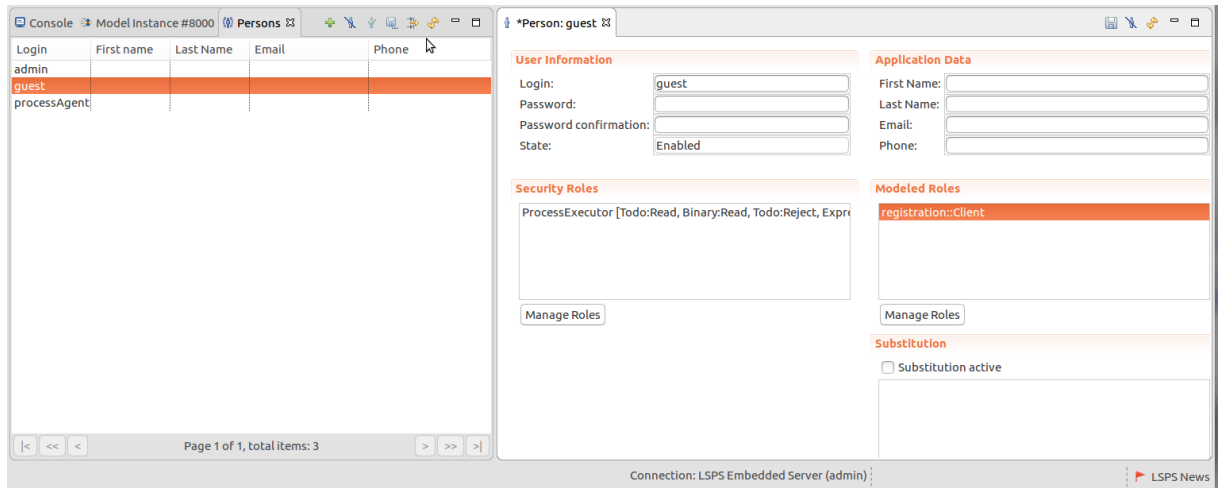 Console Model Instance #8000 Persons
Login First name Last Name Email Phone
admin
guest
processAgent
|< << < Page 1 of 1, total items: 3 > >> >|
*Person: guest
User Information
Login: guest
Password:
Password confirmation:
State: Enabled
Application Data
First Name:
Last Name:
Email:
Phone:
Security Roles
ProcessExecutor [Todo:Read, Binary:Read, Todo:Reject, Expre
Manage Roles
Modeled Roles
registration::Client
Manage Roles
Substitution
Substitution active
Connection: LSPS Embedded Server (admin) LSPS News